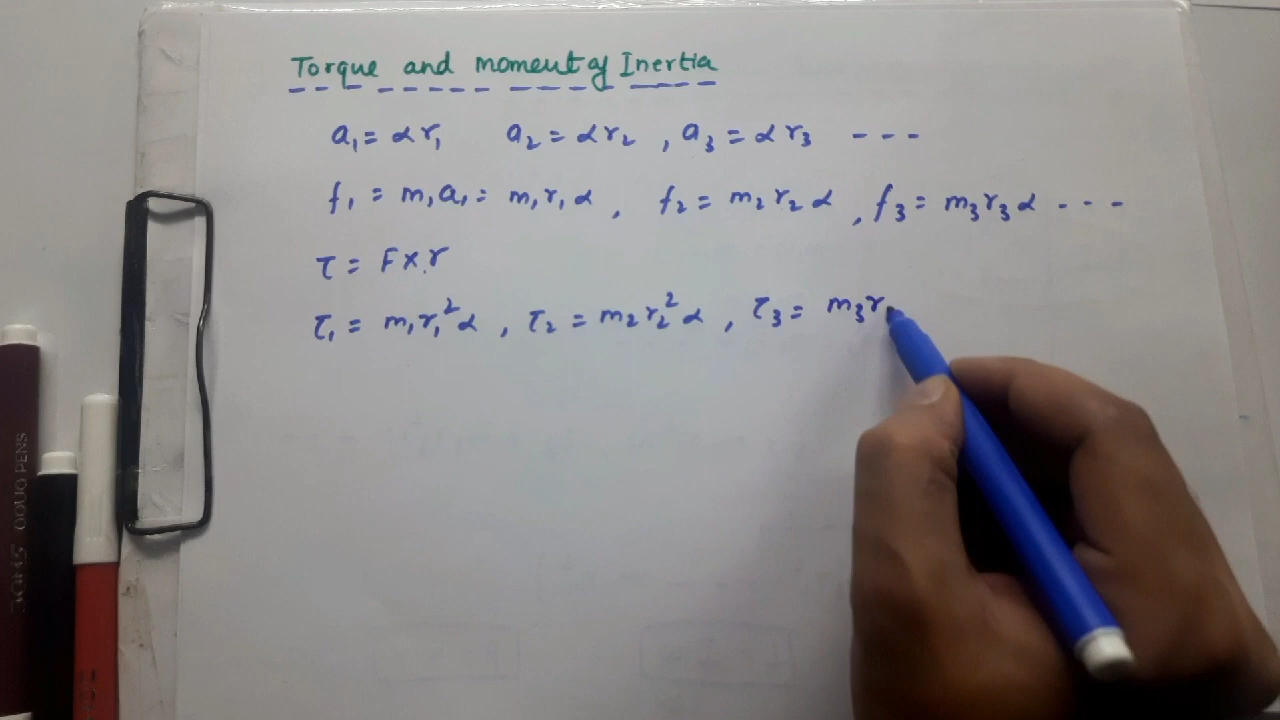 Torque and moment of Inertia
a₁ = αr₁ a₂ = αr₂ , a₃ = αr₃ ---
f₁ = m₁a₁ = m₁r₁α , f₂ = m₂r₂α , f₃ = m₃r₃α ---
τ = F×r
τ₁ = m₁r₁²α , τ₂ = m₂r₂²α , τ₃ = m₃r
PENS